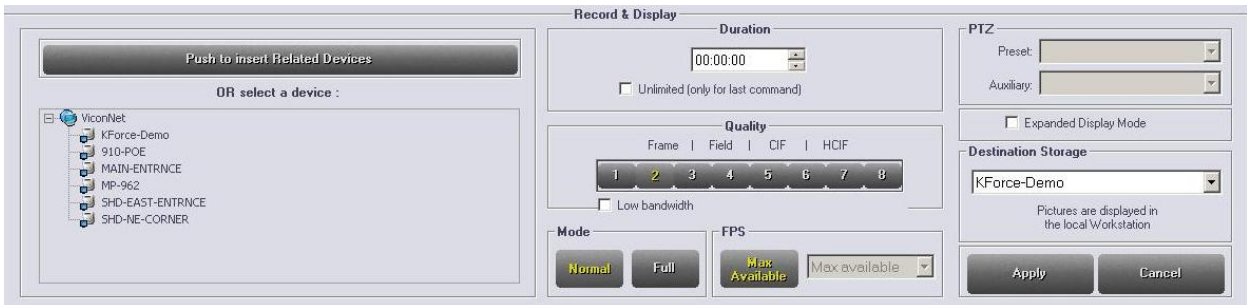 Record & Display
Push to insert Related Devices
OR select a device :
ViconNet
KForce-Demo
910-POE
MAIN-ENTRNCE
MP-962
SHD-EAST-ENTRNCE
SHD-NE-CORNER
Duration
00:00:00
Unlimited (only for last command)
Quality
Frame | Field | CIF | HCIF
1 2 3 4 5 6 7 8
Low bandwidth
Mode
Normal Full
FPS
Max Available
Max available
PTZ
Preset:
Auxiliary:
Expanded Display Mode
Destination Storage
KForce-Demo
Pictures are displayed in
the local Workstation
Apply Cancel